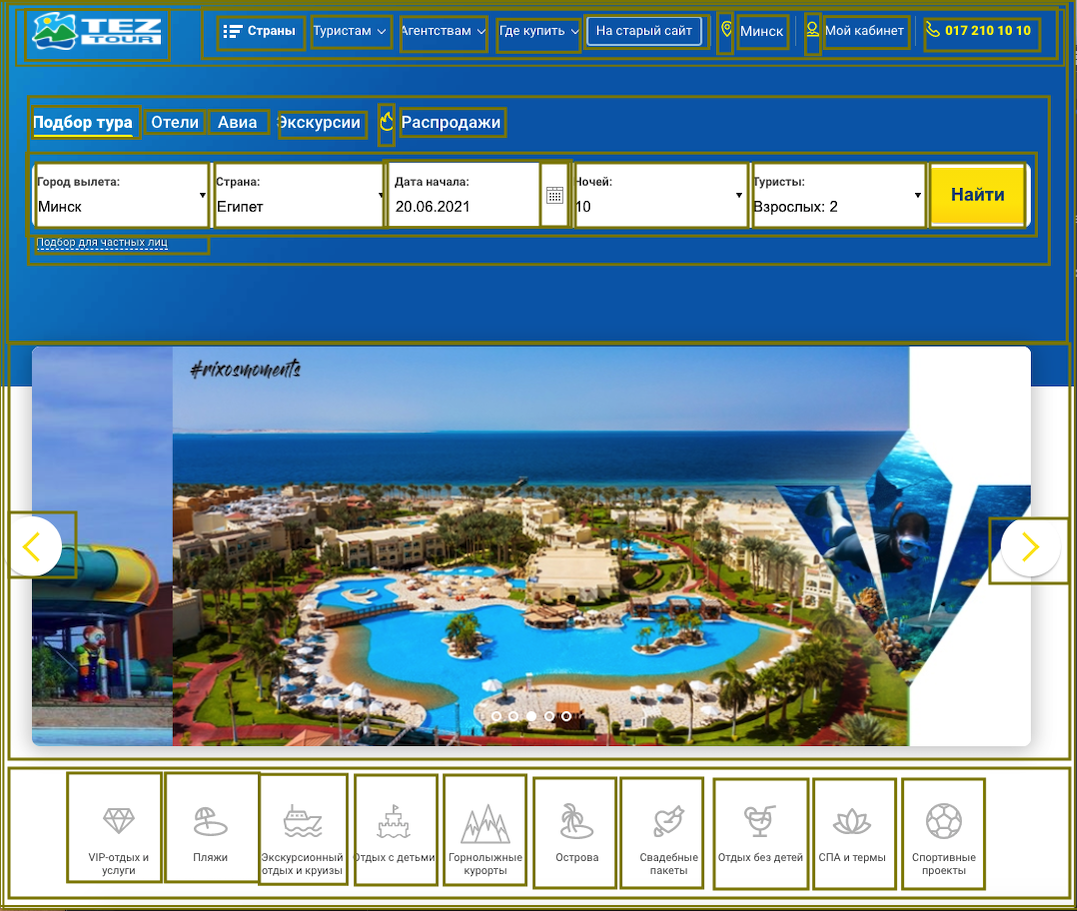 TEZ TOUR
Страны Туристам Агентствам Где купить На старый сайт Минск Мой кабинет 017 210 10 10
Подбор тура Отели Авиа Экскурсии Распродажи
Город вылета: Страна: Дата начала: Ночей: Туристы:
Минск Египет 20.06.2021 10 Взрослых: 2 Найти
Подбор для частных лиц
#rixosmoments
VIP-отдых и услуги
Пляжи
Экскурсионный отдых и круизы
Отдых с детьми
Горнолыжные курорты
Острова
Свадебные пакеты
Отдых без детей
СПА и термы
Спортивные проекты